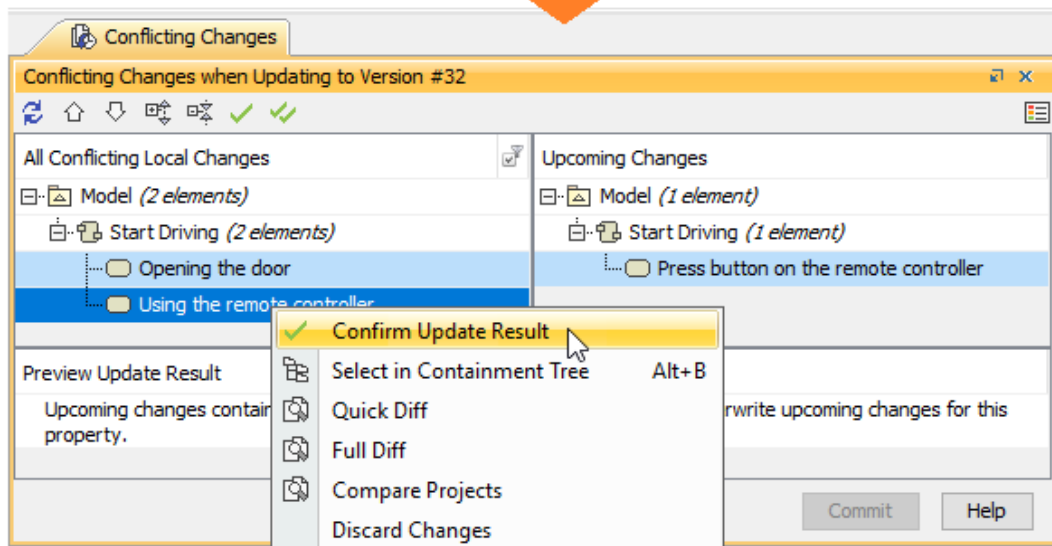 Conflicting Changes
Conflicting Changes when Updating to Version #32
All Conflicting Local Changes
Upcoming Changes
Model (2 elements)
Model (1 element)
Start Driving (2 elements)
Start Driving (1 element)
Opening the door
Press button on the remote controller
Using the remote controller
Confirm Update Result
Preview Update Result
Select in Containment Tree Alt+B
Upcoming changes contain
rwrite upcoming changes for this
property.
Quick Diff
Full Diff
Compare Projects
Discard Changes
Commit
Help